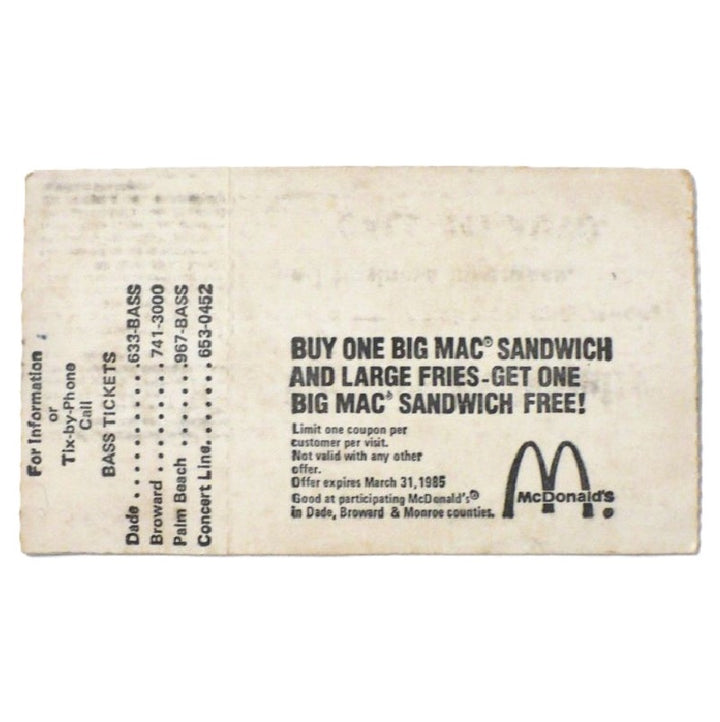 For Information
or
Tix-by-Phone
Call
BASS TICKETS
Dade..........633-BASS
Broward.......741-3000
Palm Beach ......967-BASS
Concert Line.......653-0452
BUY ONE BIG MAC® SANDWICH
AND LARGE FRIES-GET ONE
BIG MAC® SANDWICH FREE!
Limit one coupon per
customer per visit.
Not valid with any other
offer.
Offer expires March 31, 1985
Good at participating McDonald's®
in Dade, Broward & Monroe counties.
McDonald's
®